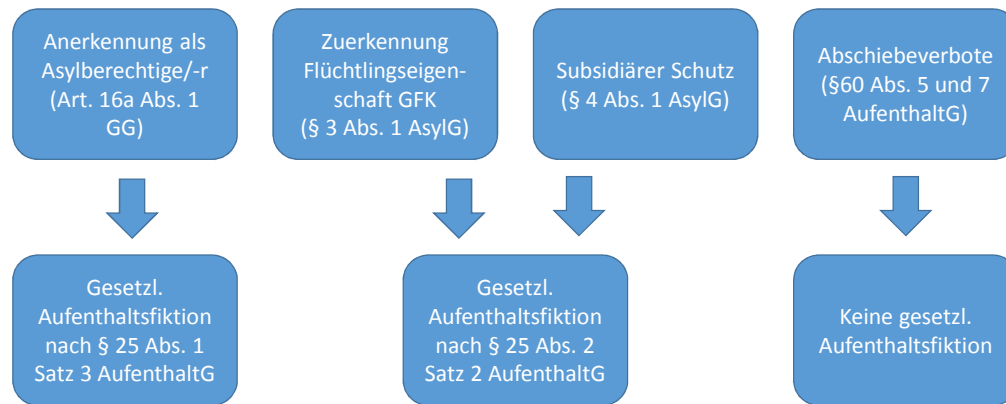 Anerkennung als
Asylberechtige/-r
(Art. 16a Abs. 1
GG)
Zuerkennung
Flüchtlingseigen-
schaft GFK
(§ 3 Abs. 1 AsylG)
Subsidiärer Schutz
(§ 4 Abs. 1 AsylG)
Abschiebeverbote
(§60 Abs. 5 und 7
AufenthaltG)
Gesetzl.
Aufenthaltsfiktion
nach § 25 Abs. 1
Satz 3 AufenthaltG
Gesetzl.
Aufenthaltsfiktion
nach § 25 Abs. 2
Satz 2 AufenthaltG
Keine gesetzl.
Aufenthaltsfiktion